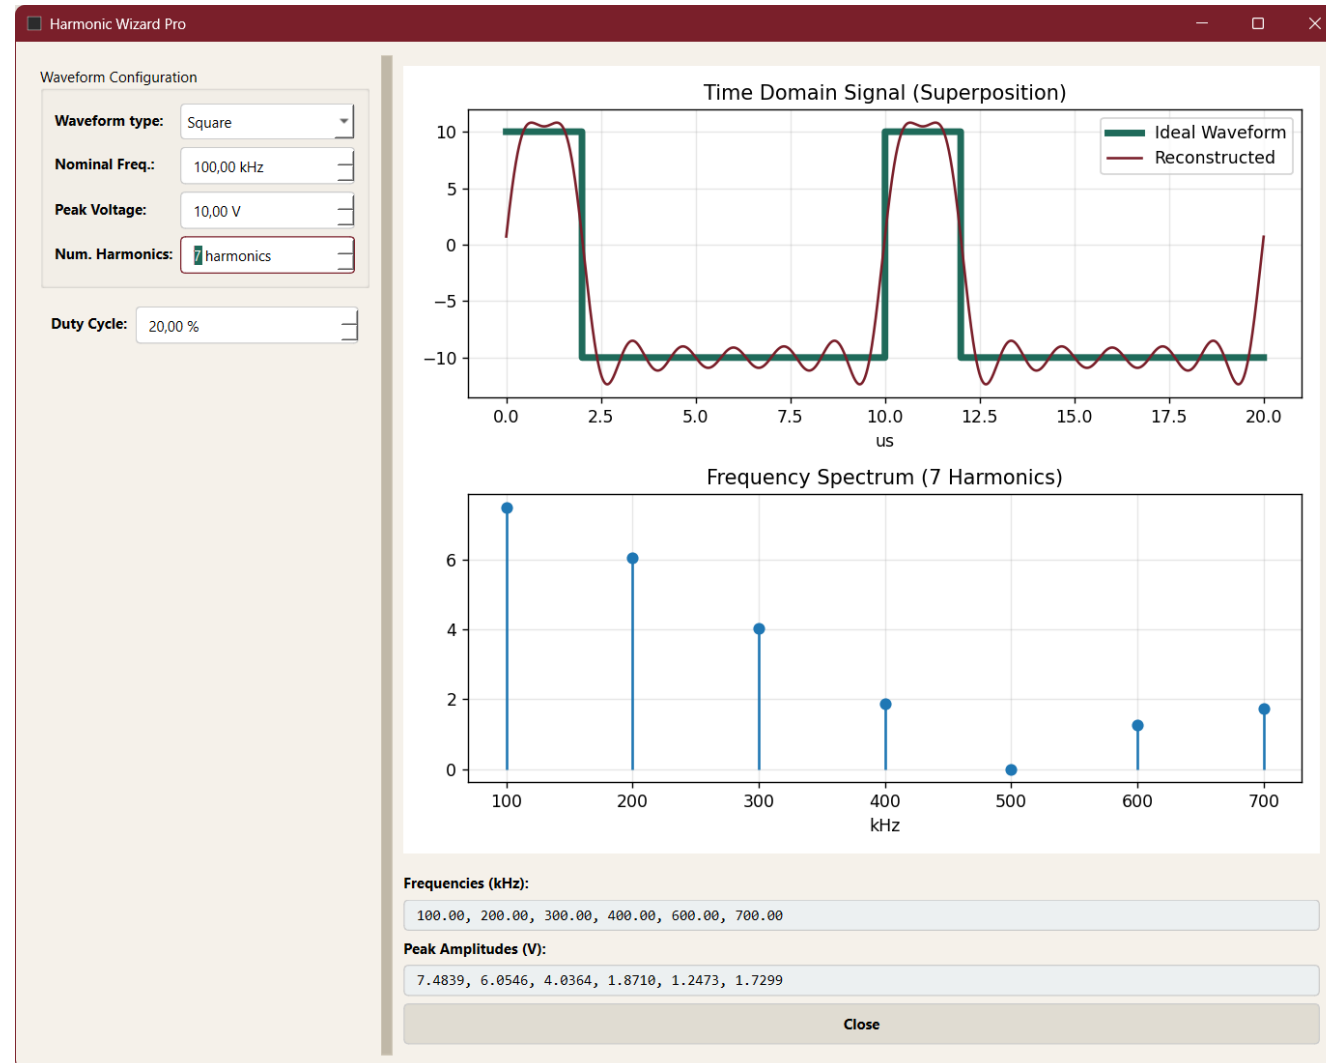 Harmonic Wizard Pro
Waveform Configuration
Waveform type: Square
Nominal Freq.: 100,00 kHz
Peak Voltage: 10,00 V
Num. Harmonics: 7 harmonics
Duty Cycle: 20,00 %
Time Domain Signal (Superposition)
Ideal Waveform
Reconstructed
10
5
0
−5
−10
0.0 2.5 5.0 7.5 10.0 12.5 15.0 17.5 20.0
us
Frequency Spectrum (7 Harmonics)
6
4
2
0
100 200 300 400 500 600 700
kHz
Frequencies (kHz):
100.00, 200.00, 300.00, 400.00, 600.00, 700.00
Peak Amplitudes (V):
7.4839, 6.0546, 4.0364, 1.8710, 1.2473, 1.7299
Close